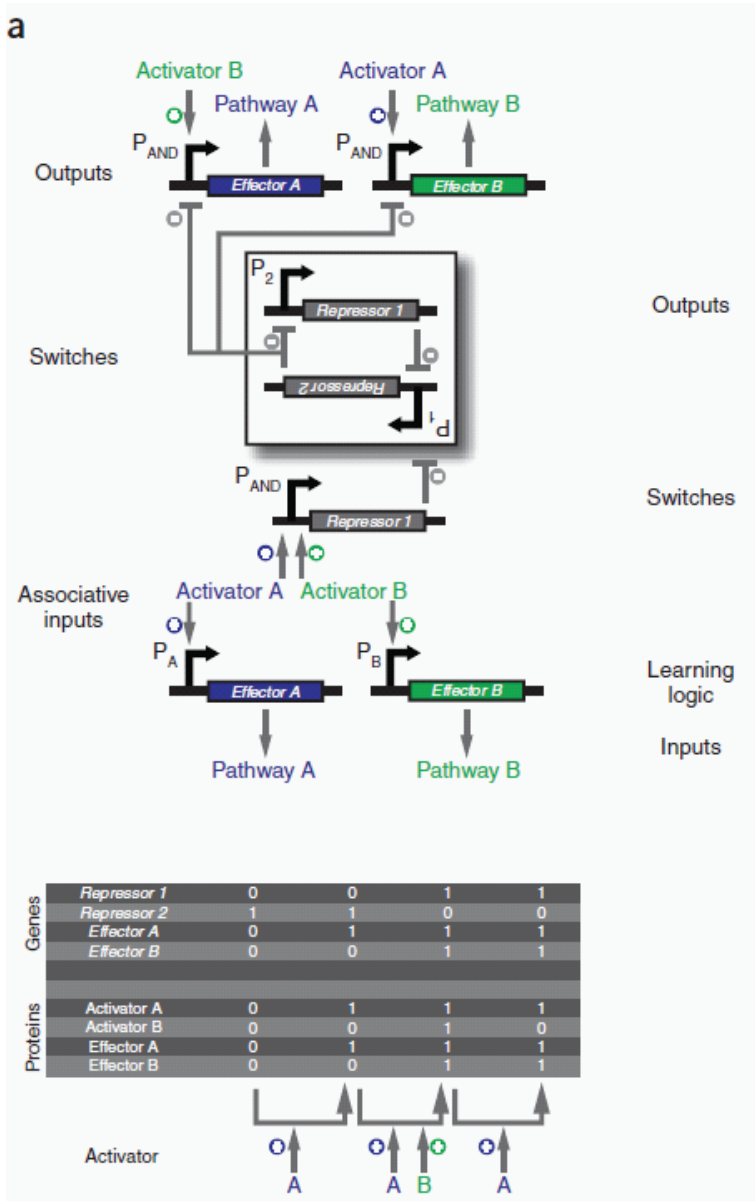 a
Activator B
Activator A
Pathway A
Pathway B
P AND
P AND
Outputs
Effector A
Effector B
P 2
Repressor 1
Outputs
Switches
Repressor 2
P 1
P AND
Switches
Repressor 1
Associative
inputs
Activator A Activator B
P A
P B
Effector A
Effector B
Learning
logic
Inputs
Pathway A
Pathway B
Genes
Repressor 1 0 0 1 1
Repressor 2 1 1 0 0
Effector A 0 1 1 1
Effector B 0 0 1 1
Proteins
Activator A 0 1 1 1
Activator B 0 0 1 0
Effector A 0 1 1 1
Effector B 0 0 1 1
Activator
A A B A